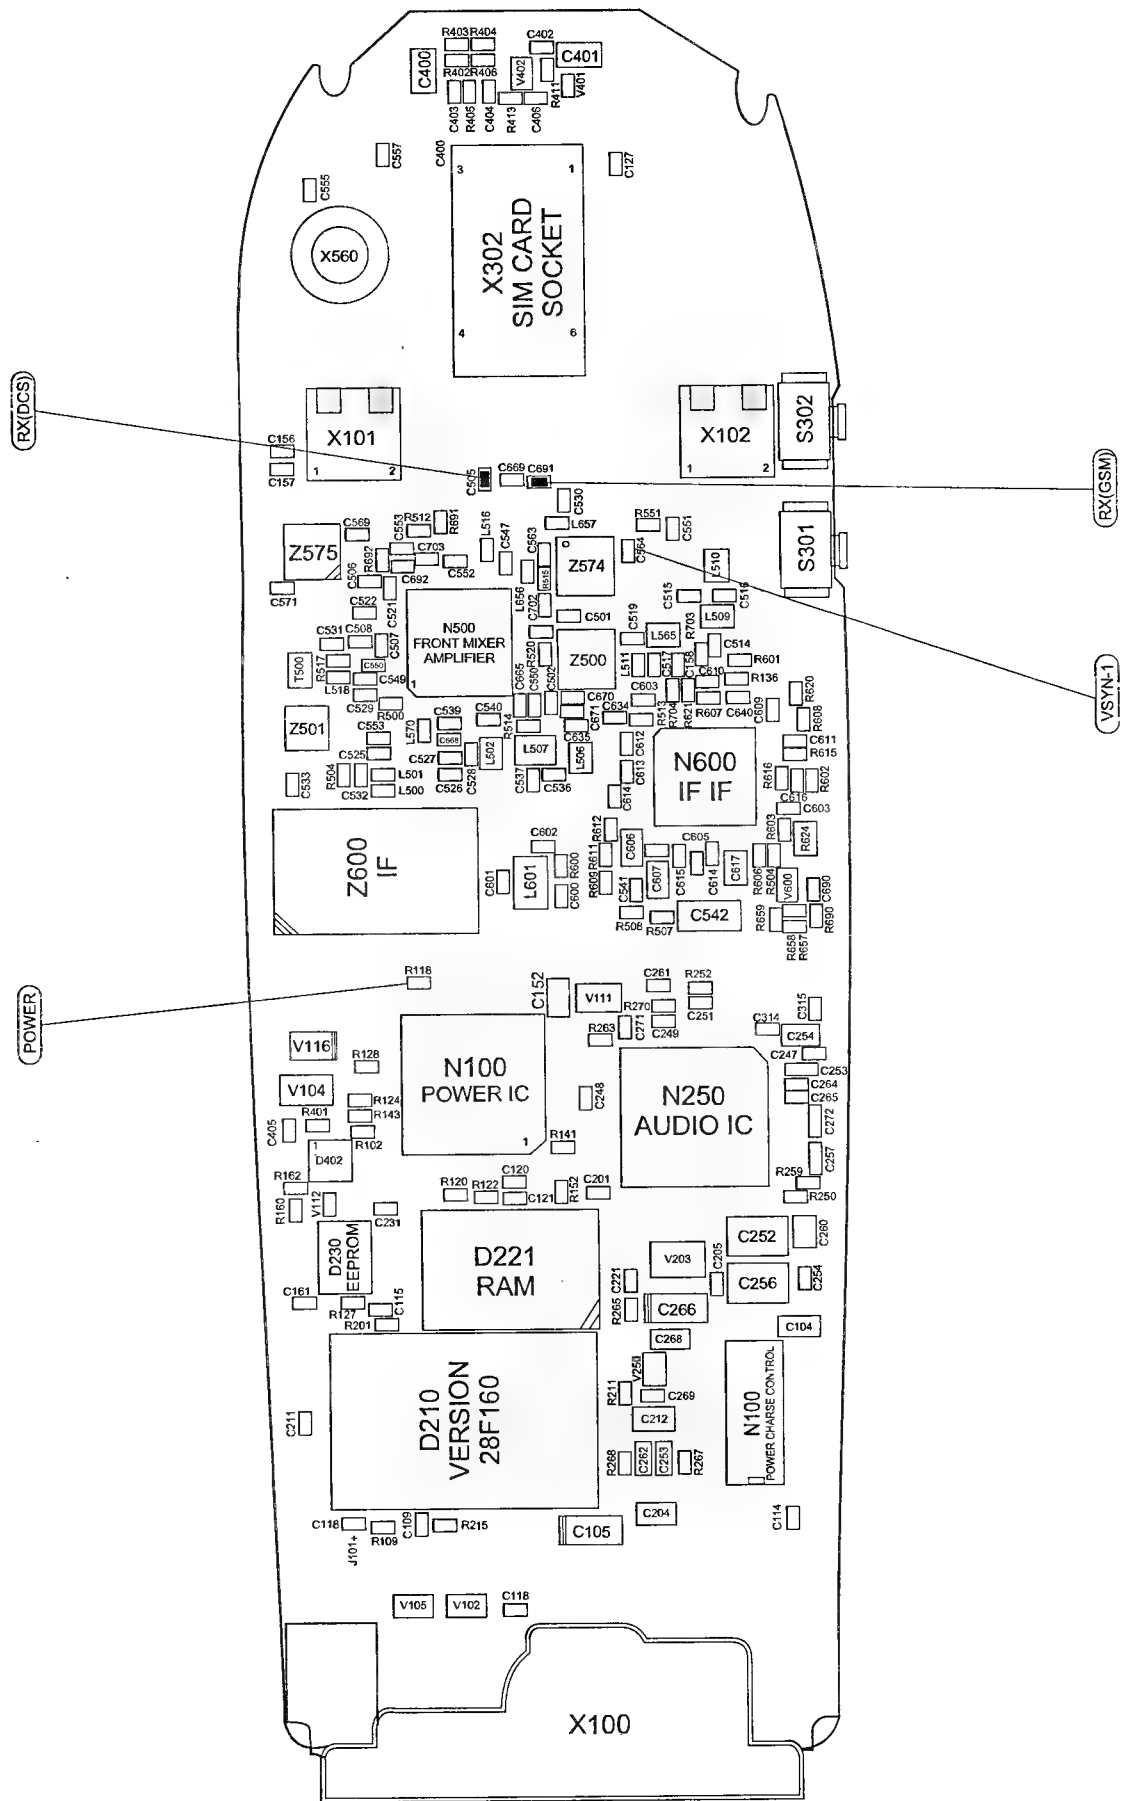 R403 R404
C402
C400
C401
R402 R406
V402
R411
V401
C403
R405
C404
R413
C406
C557
C400
C127
C555
3
1
X560
X302
SIM CARD
SOCKET
4
6
RX(DCS)
X101
1
2
X102
1
2
S302
C156
C157
C505
C669
C691
RX(GSM)
C530
L657
R551
C551
S301
C569
C553
R512
R691
L516
C547
C563
Z575
R692
C703
C552
C692
Z574
C564
L510
C506
C571
C521
L656
R515
C702
C515
C516
C522
C501
C519
L509
R703
N500
FRONT MIXER
AMPLIFIER
1
C531
C508
C507
R520
Z500
L565
C514
R517
C550
T500
L511
C517
C158
R601
L518
C549
C665
C550
C502
C610
R136
C529
R500
C670
C603
R620
Z501
C539
C540
R514
C671
C634
R513
R704
R621
R607
C640
C609
R608
L570
C553
C668
C635
C612
C611
R615
C525
C527
C528
L502
L507
L506
N600
IF IF
R504
L501
C533
C532
L500
C526
C537
C536
C613
C614
R616
R602
C616
C603
Z600
IF
R612
C602
R611
C606
C605
R603
R624
R600
C601
L601
R609
C541
C607
C615
C614
C617
R606
R504
V600
C690
C600
R508
R507
C542
R659
R690
R658
R657
R118
C261
R252
POWER
C152
V111
R270
C251
C315
R263
C271
C249
C314
C254
V116
R128
C247
N100
POWER IC
1
C253
V104
C248
N250
AUDIO IC
C264
R124
C265
R401
R143
C405
R102
C272
1
D402
R141
C257
R162
R120
R122
C120
R259
C121
R152
C201
R250
V112
R160
C231
D230
EEPROM
D221
RAM
C252
C260
V203
C221
C205
C256
C254
C161
R127
C115
R265
C266
R201
C104
C268
V250
D210
VERSION
28F160
R211
C269
C211
C212
N100
POWER CHARSE CONTROL
R268
C262
C253
R267
C204
C114
C118
J101+
R109
C109
R215
C105
V105
V102
C118
X100
VSYN-1